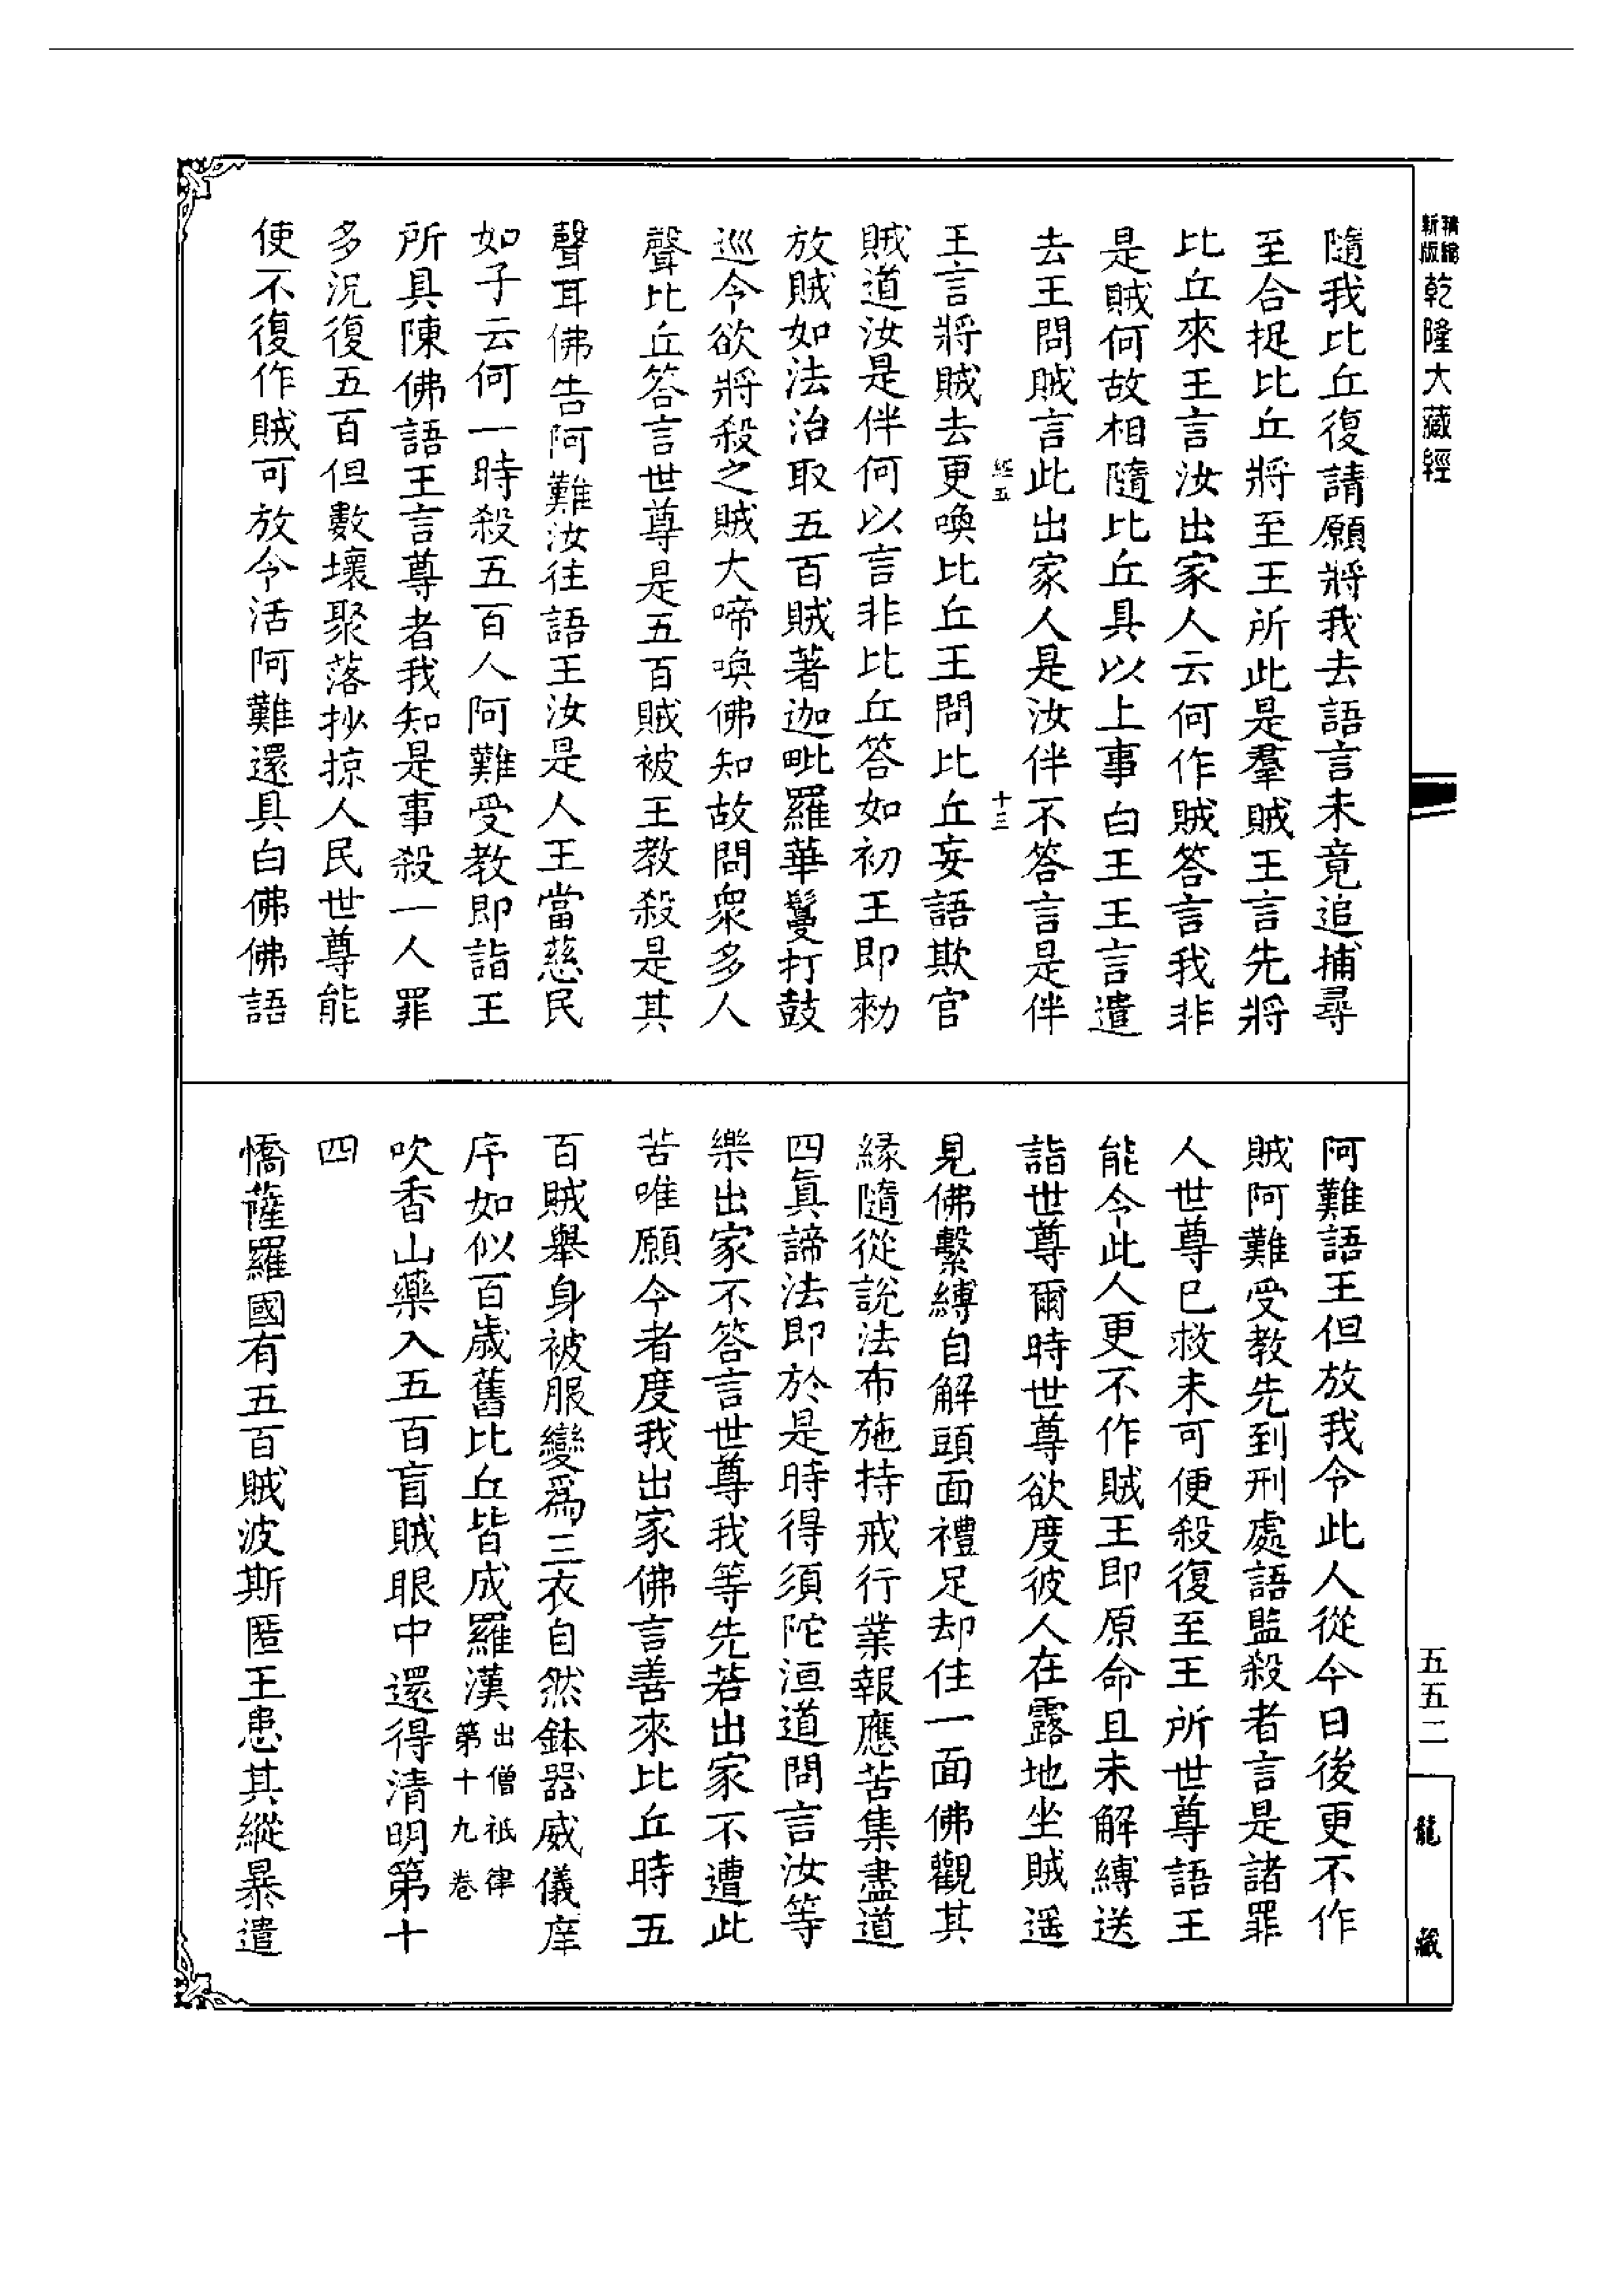 精縮
新版
乾隆大藏經
隨我比丘復請願將我去語言未竟追捕尋
至合捉比丘將至王所此是羣賊王言先將
比丘來王言汝出家人云何作賊答言我非
是賊何故相隨比丘具以上事白王王言遣
去王問賊言此出家人是汝伴不答言是伴
經五
十三
王言將賊去更喚比丘王問比丘妄語欺官
賊道汝是伴何以言非比丘答如初王即勑
放賊如法治取五百賊著迦毗羅華鬘打鼓
巡令欲將殺之賊大啼喚佛知故問衆多人
聲比丘答言世尊是五百賊被王教殺是其
聲耳佛告阿難汝往語王汝是人王當慈民
如子云何一時殺五百人阿難受教即詣王
所具陳佛語王言尊者我知是事殺一人罪
多況復五百但數壞聚落抄掠人民世尊能
使不復作賊可放令活阿難還具白佛佛語
阿難語王但放我令此人從今日後更不作
賊阿難受教先到刑處語監殺者言是諸罪
人世尊已救未可便殺復至王所世尊語王
能令此人更不作賊王即原命且未解縛送
詣世尊爾時世尊欲度彼人在露地坐賊遥
見佛繫縛自解頭面禮足却住一面佛觀其
緣隨從說法布施持戒行業報應苦集盡道
四眞諦法即於是時得須陀洹道問言汝等
樂出家不答言世尊我等先若出家不遭此
苦唯願今者度我出家佛言善來比丘時五
百賊舉身被服變爲三衣自然鉢器威儀庠
序如似百歲舊比丘皆成羅漢出僧祇律
第十九卷
吹香山藥入五百盲賊眼中還得清明第十
四
憍薩羅國有五百賊波斯匿王患其縱暴遣
五五二
龍
藏